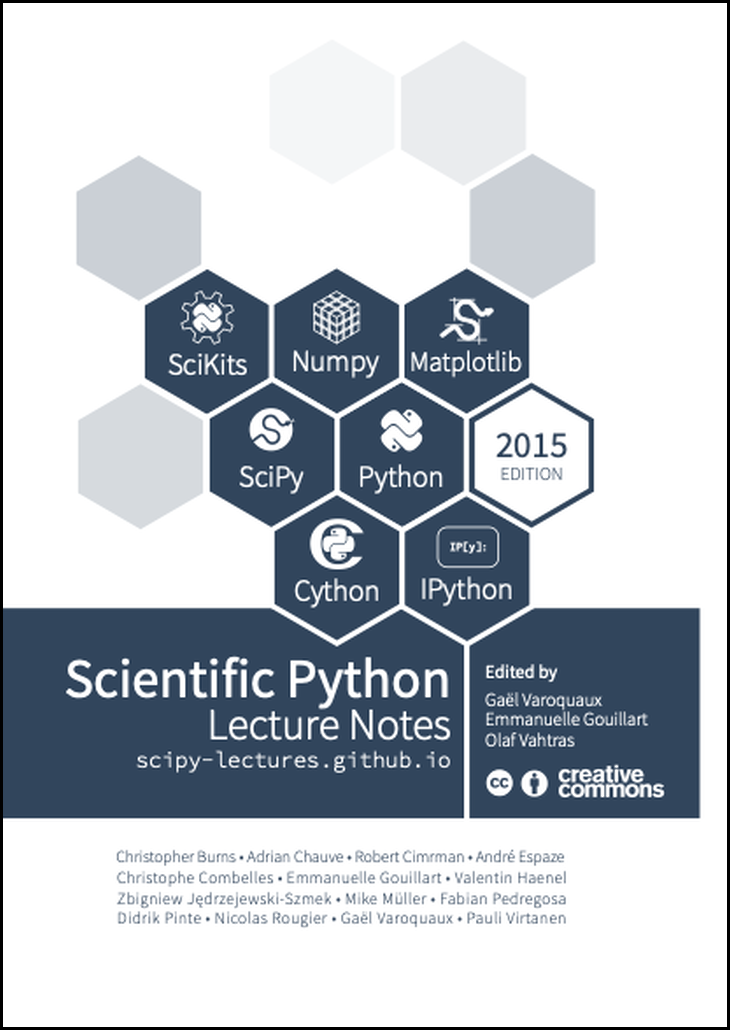 SciKits
Numpy
Matplotlib
SciPy
Python
2015
EDITION
Cython
IP[y]:
IPython
Scientific Python
Lecture Notes
scipy-lectures.github.io
Edited by
Gaël Varoquaux
Emmanuelle Gouillart
Olaf Vahtras
cc
creative
commons
Christopher Burns • Adrian Chauve • Robert Cimrman • André Espaze
Christophe Combelles • Emmanuelle Gouillart • Valentin Haenel
Zbigniew Jędrzejewski-Szmek • Mike Müller • Fabian Pedregosa
Didrik Pinte • Nicolas Rougier • Gaël Varoquaux • Pauli Virtanen